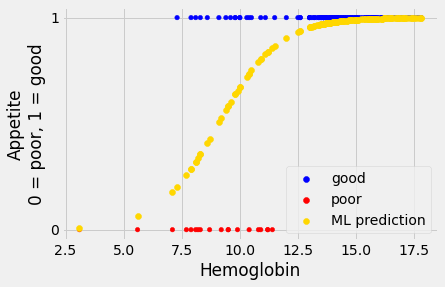 1
Appetite
0 = poor, 1 = good
0
good
poor
ML prediction
2.5 5.0 7.5 10.0 12.5 15.0 17.5
Hemoglobin